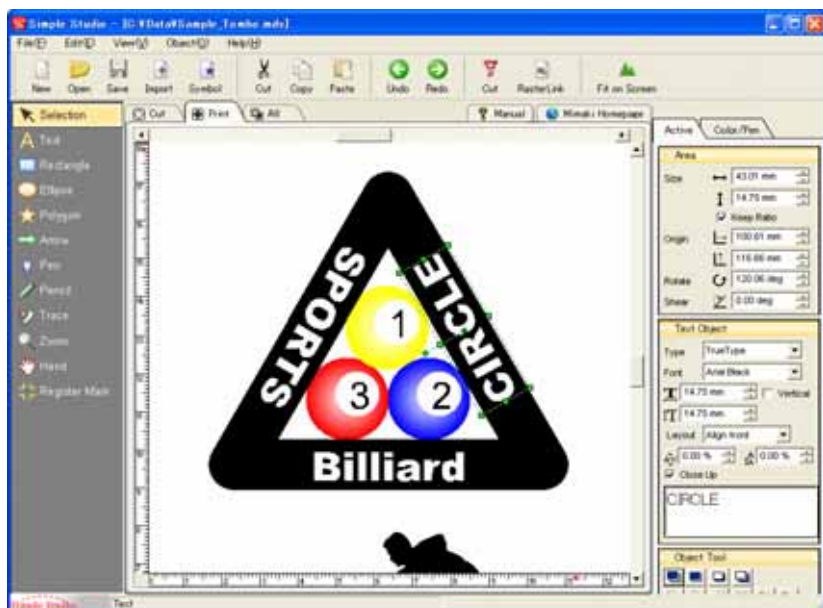 Simple Studio - [C:¥Data¥Sample_Tombo.mds]
File(F) Edit(E) View(V) Object(O) Help(H)
New Open Save Import Symbol Cut Copy Paste Undo Redo Cut RasterLink Fit on Screen
Selection
Cut Print All Manual Mimaki Homepage
Active Color/Pen
Text
Rectangle
Ellipse
Polygon
Arrow
Pen
Pencil
Trace
Zoom
Hand
Register Mark
SPORTS
CIRCLE
1
3
2
Billiard
Area
Size 43.01 mm
14.75 mm
Keep Ratio
Origin 100.61 mm
116.86 mm
Rotate 120.06 deg
Shear 0.00 deg
Text Object
Type TrueType
Font Arial Black
14.75 mm Vertical
14.75 mm
Layout Align front
0.00 % 0.00 %
Close Up
CIRCLE
Object Tool
Simple Studio Text